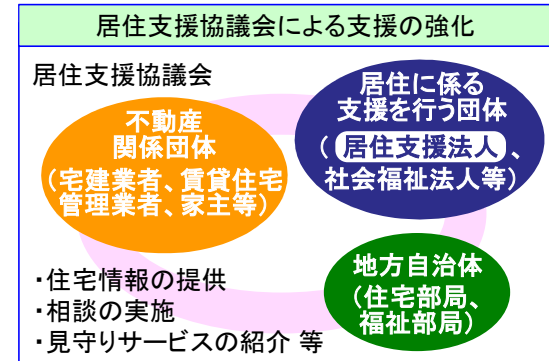 居住支援協議会による支援の強化
居住支援協議会
不動産
関係団体
(宅建業者、賃貸住宅
管理業者、家主等)
居住に係る
支援を行う団体
( 居住支援法人 、
社会福祉法人等)
地方自治体
(住宅部局、
福祉部局)
・住宅情報の提供
・相談の実施
・見守りサービスの紹介 等